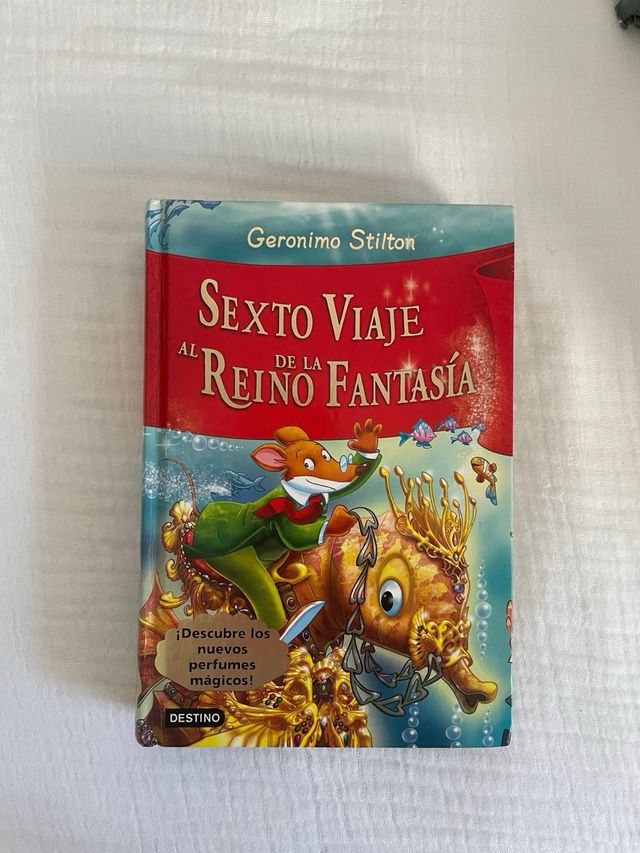 Geronimo Stilton
SEXTO VIAJE
AL REINO DE LA FANTASÍA
¡Descubre los
nuevos
perfumes
mágicos!
DESTINO